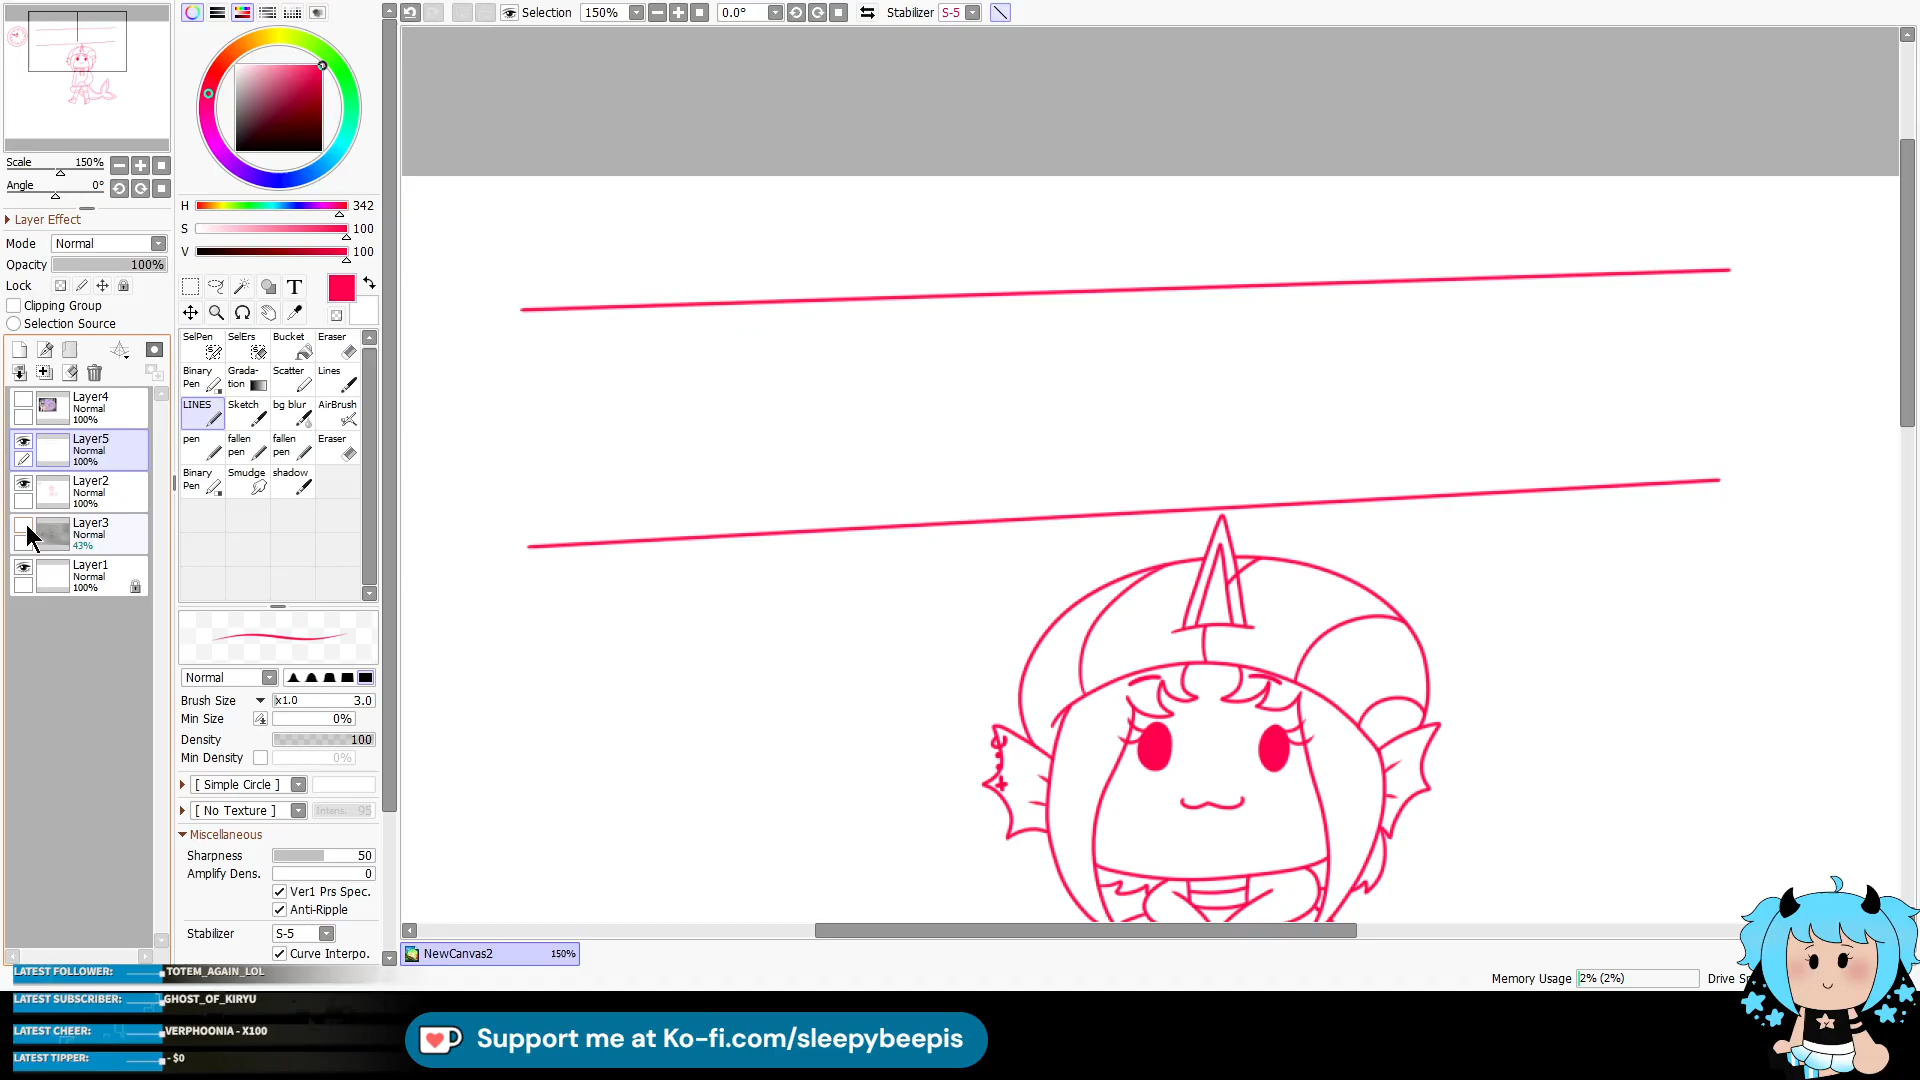 Selection 150% 0.0° Stabilizer S-5
Scale 150%
Angle 0°
Layer Effect
Mode Normal
Opacity 100%
Lock
Clipping Group
Selection Source
Layer4
Normal
100%
Layer5
Normal
100%
Layer2
Normal
100%
Layer3
Normal
43%
Layer1
Normal
100%
H 342
S 100
V 100
T
SelPen SelErs Bucket Eraser
Binary Pen Grada-tion Scatter Lines
LINES Sketch bg blur AirBrush
pen fallen pen fallen pen Eraser
Binary Pen Smudge shadow
Normal
Brush Size x1.0 3.0
Min Size 0%
Density 100
Min Density 0%
[ Simple Circle ]
[ No Texture ] Intens. 95
Miscellaneous
Sharpness 50
Amplify Dens. 0
Ver1 Prs Spec.
Anti-Ripple
Stabilizer S-5
Curve Interpo.
NewCanvas2 150%
Memory Usage 2% (2%)
LATEST FOLLOWER: TOTEM_AGAIN_LOL
LATEST SUBSCRIBER: GHOST_OF_KIRYU
LATEST CHEER: VERPHOONIA - X100
LATEST TIPPER: - $0
Support me at Ko-fi.com/sleepybeepis